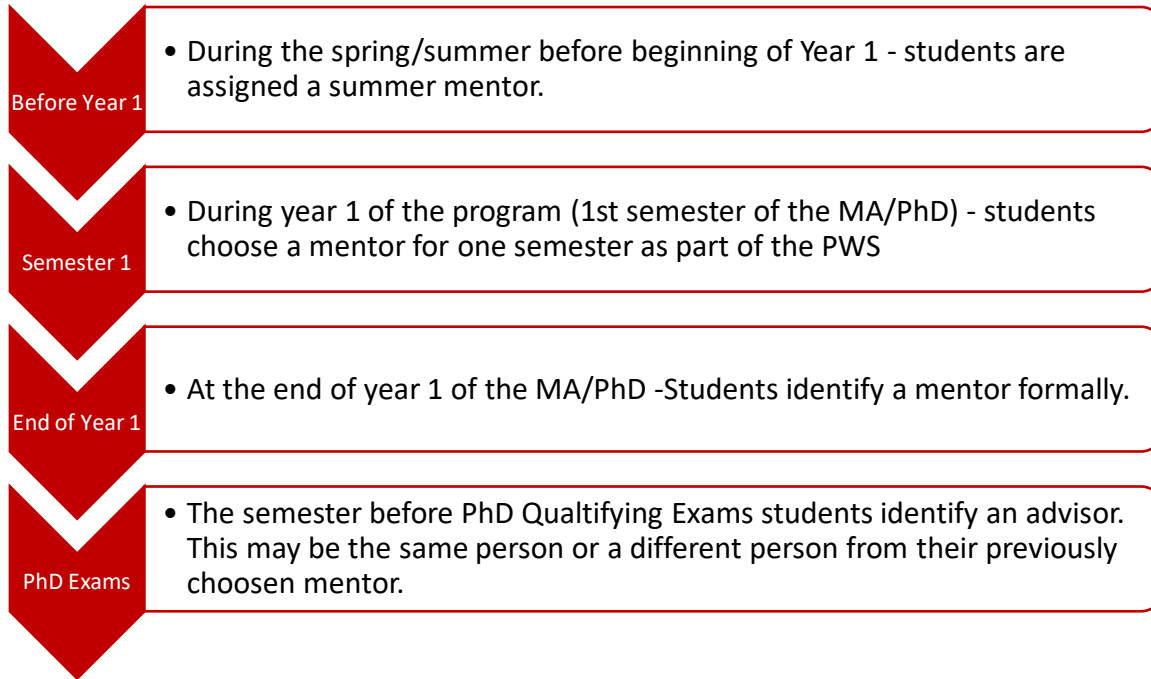 Before Year 1
• During the spring/summer before beginning of Year 1 - students are
assigned a summer mentor.
Semester 1
• During year 1 of the program (1st semester of the MA/PhD) - students
choose a mentor for one semester as part of the PWS
End of Year 1
• At the end of year 1 of the MA/PhD -Students identify a mentor formally.
PhD Exams
• The semester before PhD Qualtifying Exams students identify an advisor.
This may be the same person or a different person from their previously
choosen mentor.